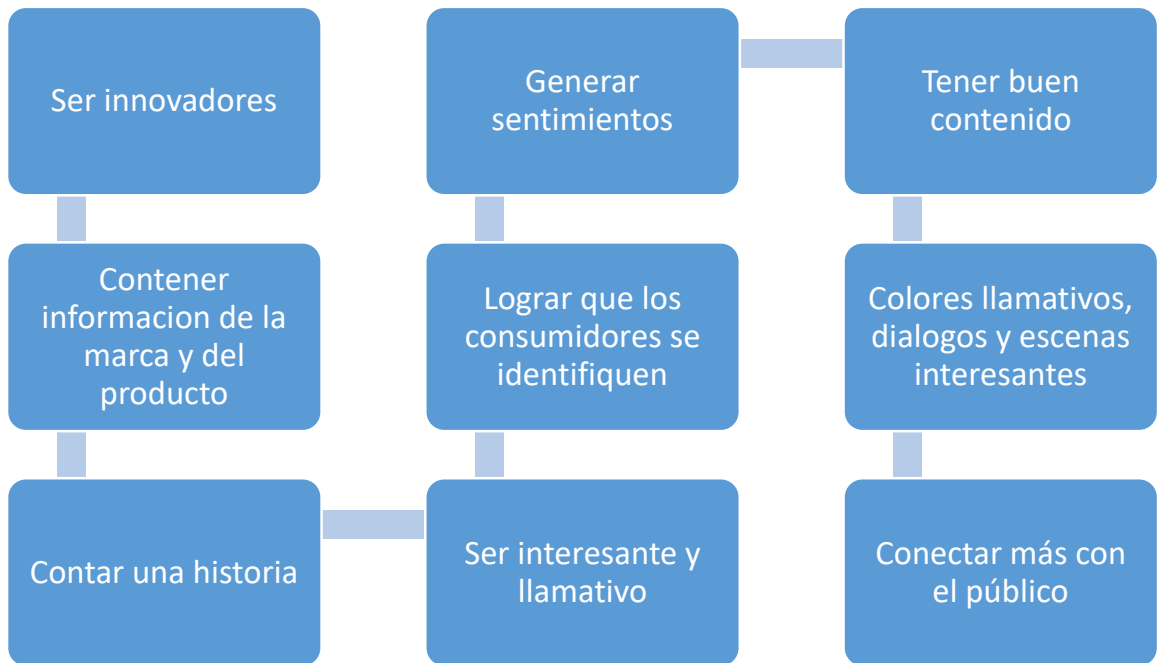 Ser innovadores
Contener
informacion de la
marca y del
producto
Contar una historia
Ser interesante y
llamativo
Lograr que los
consumidores se
identifiquen
Generar
sentimientos
Tener buen
contenido
Colores llamativos,
dialogos y escenas
interesantes
Conectar más con
el público